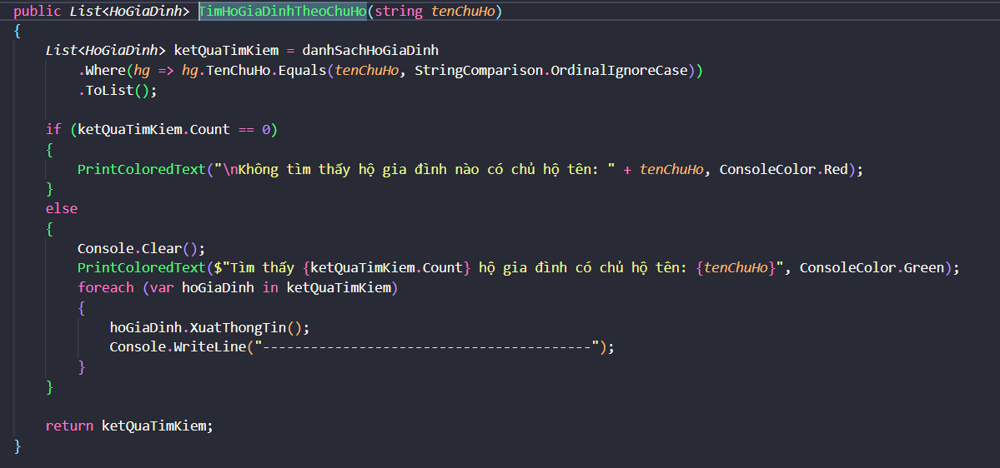 public List<HoGiaDinh> TimHoGiaDinhTheoChuHo(string tenChuHo)
{
    List<HoGiaDinh> ketQuaTimKiem = danhSachHoGiaDinh
        .Where(hg => hg.TenChuHo.Equals(tenChuHo, StringComparison.OrdinalIgnoreCase))
        .ToList();

    if (ketQuaTimKiem.Count == 0)
    {
        PrintColoredText("\nKhông tìm thấy hộ gia đình nào có chủ hộ tên: " + tenChuHo, ConsoleColor.Red);
    }
    else
    {
        Console.Clear();
        PrintColoredText($"Tìm thấy {ketQuaTimKiem.Count} hộ gia đình có chủ hộ tên: {tenChuHo}", ConsoleColor.Green);
        foreach (var hoGiaDinh in ketQuaTimKiem)
        {
            hoGiaDinh.XuatThongTin();
            Console.WriteLine("-----------------------------------------");
        }
    }

    return ketQuaTimKiem;
}